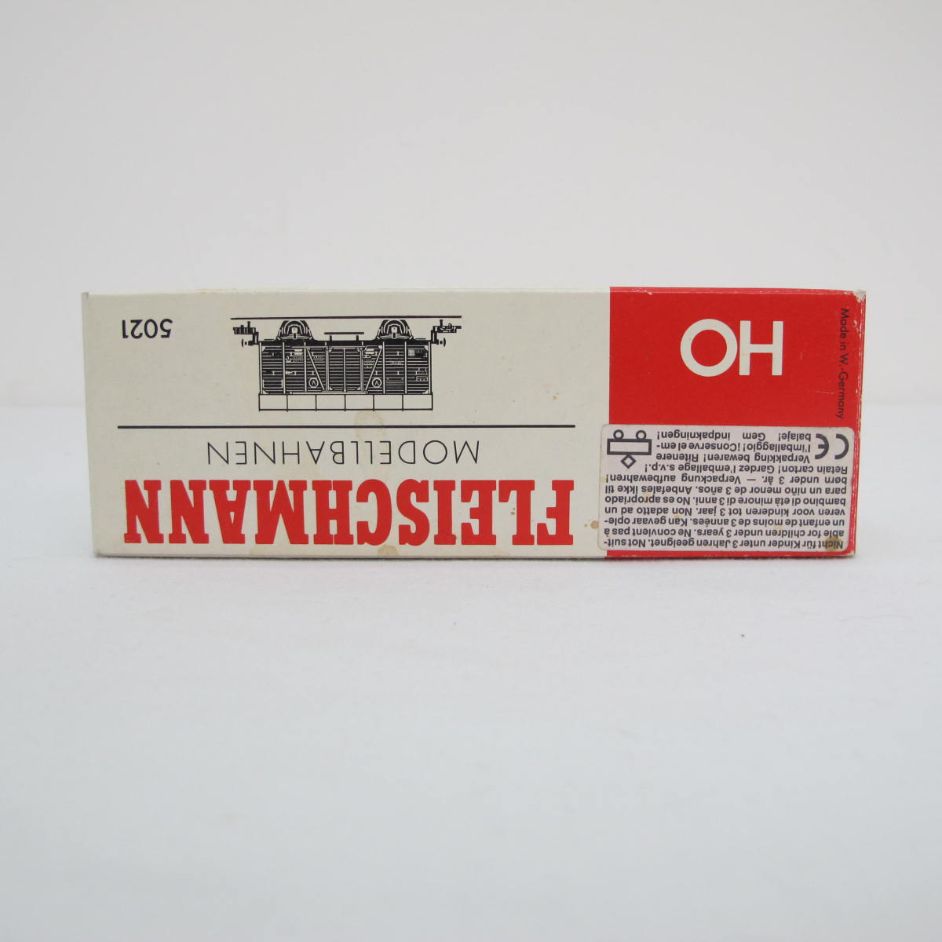 Nicht für Kinder unter 3 Jahren geeignet. Not suit-
able for children under 3 years. Ne convient pas à
un enfant de moins de 3 années. Kan gevaar ople-
veren voor kinderen tot 3 jaar. Non adatto ad un
bambino di età minore di 3 anni. No es apropriado
para un niño menor de 3 anos. Anbefales ikke til
børn under 3 år. — Verpackung aufbewahren!
Retain carton! Gardez l'emballage s.v.p.!
Verpakking bewaren! Ritenere
l'imballaggio! ¡Conserve el em-
balaje! Gem indpakningen!
CE
FLEISCHMANN
MODELLBAHNEN
HO
Made in W.-Germany
5021